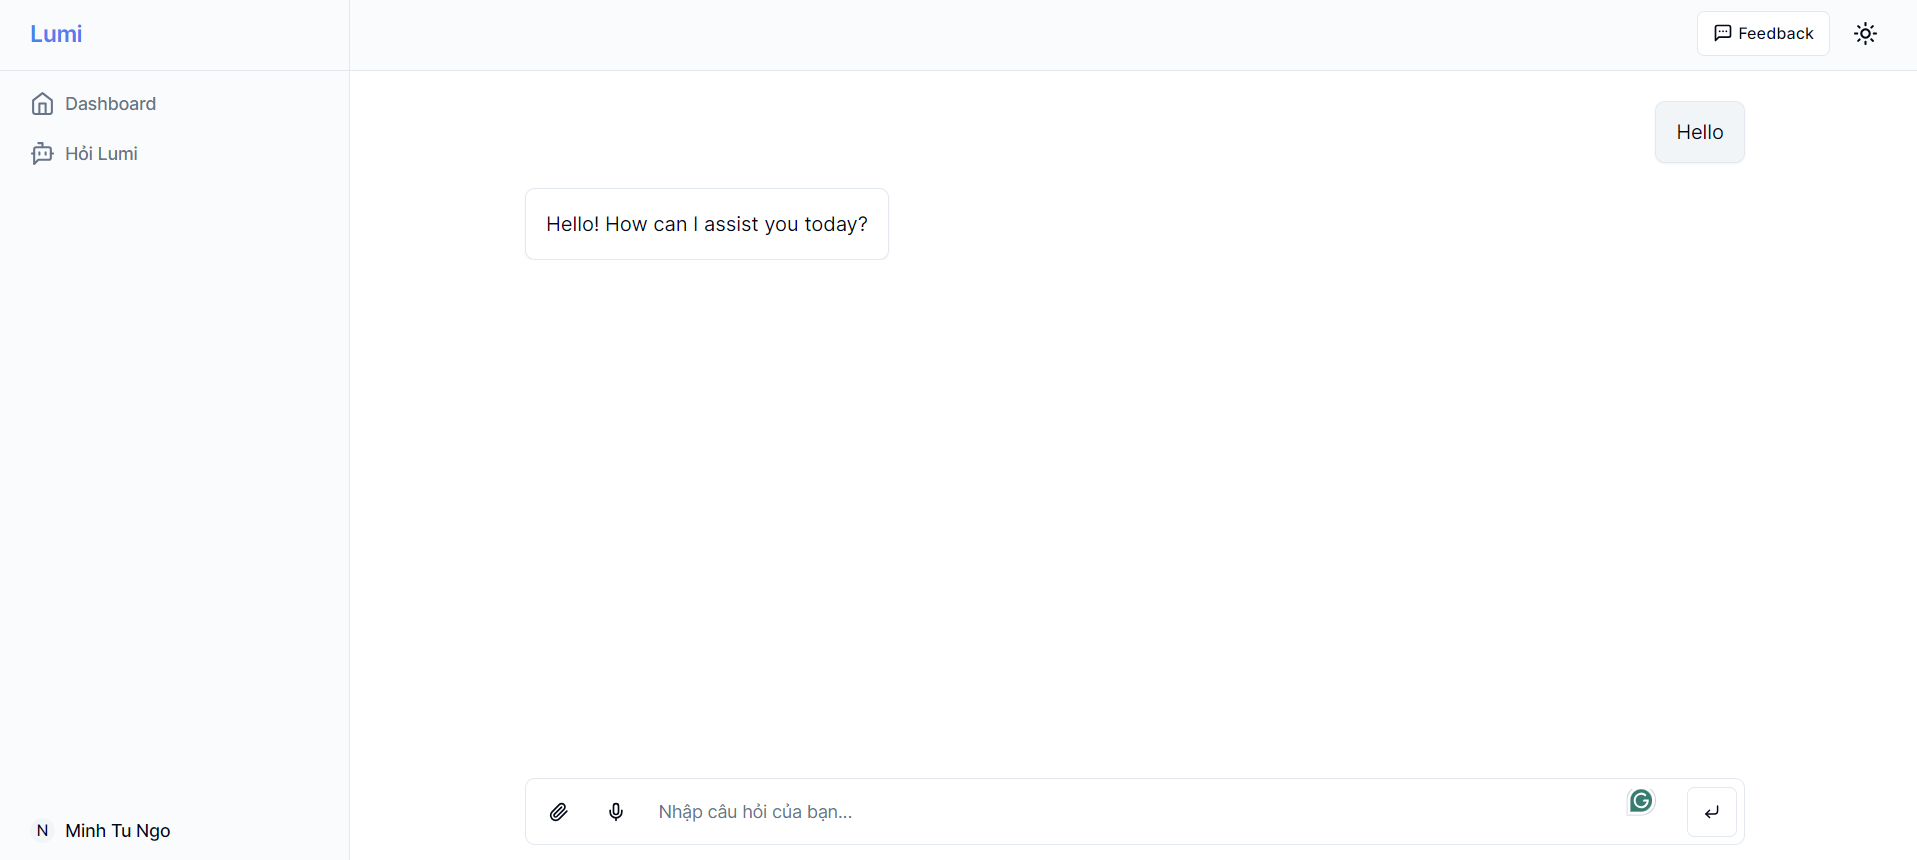 Lumi
Feedback
Dashboard
Hỏi Lumi
Hello
Hello! How can I assist you today?
Nhập câu hỏi của bạn...
N
Minh Tu Ngo